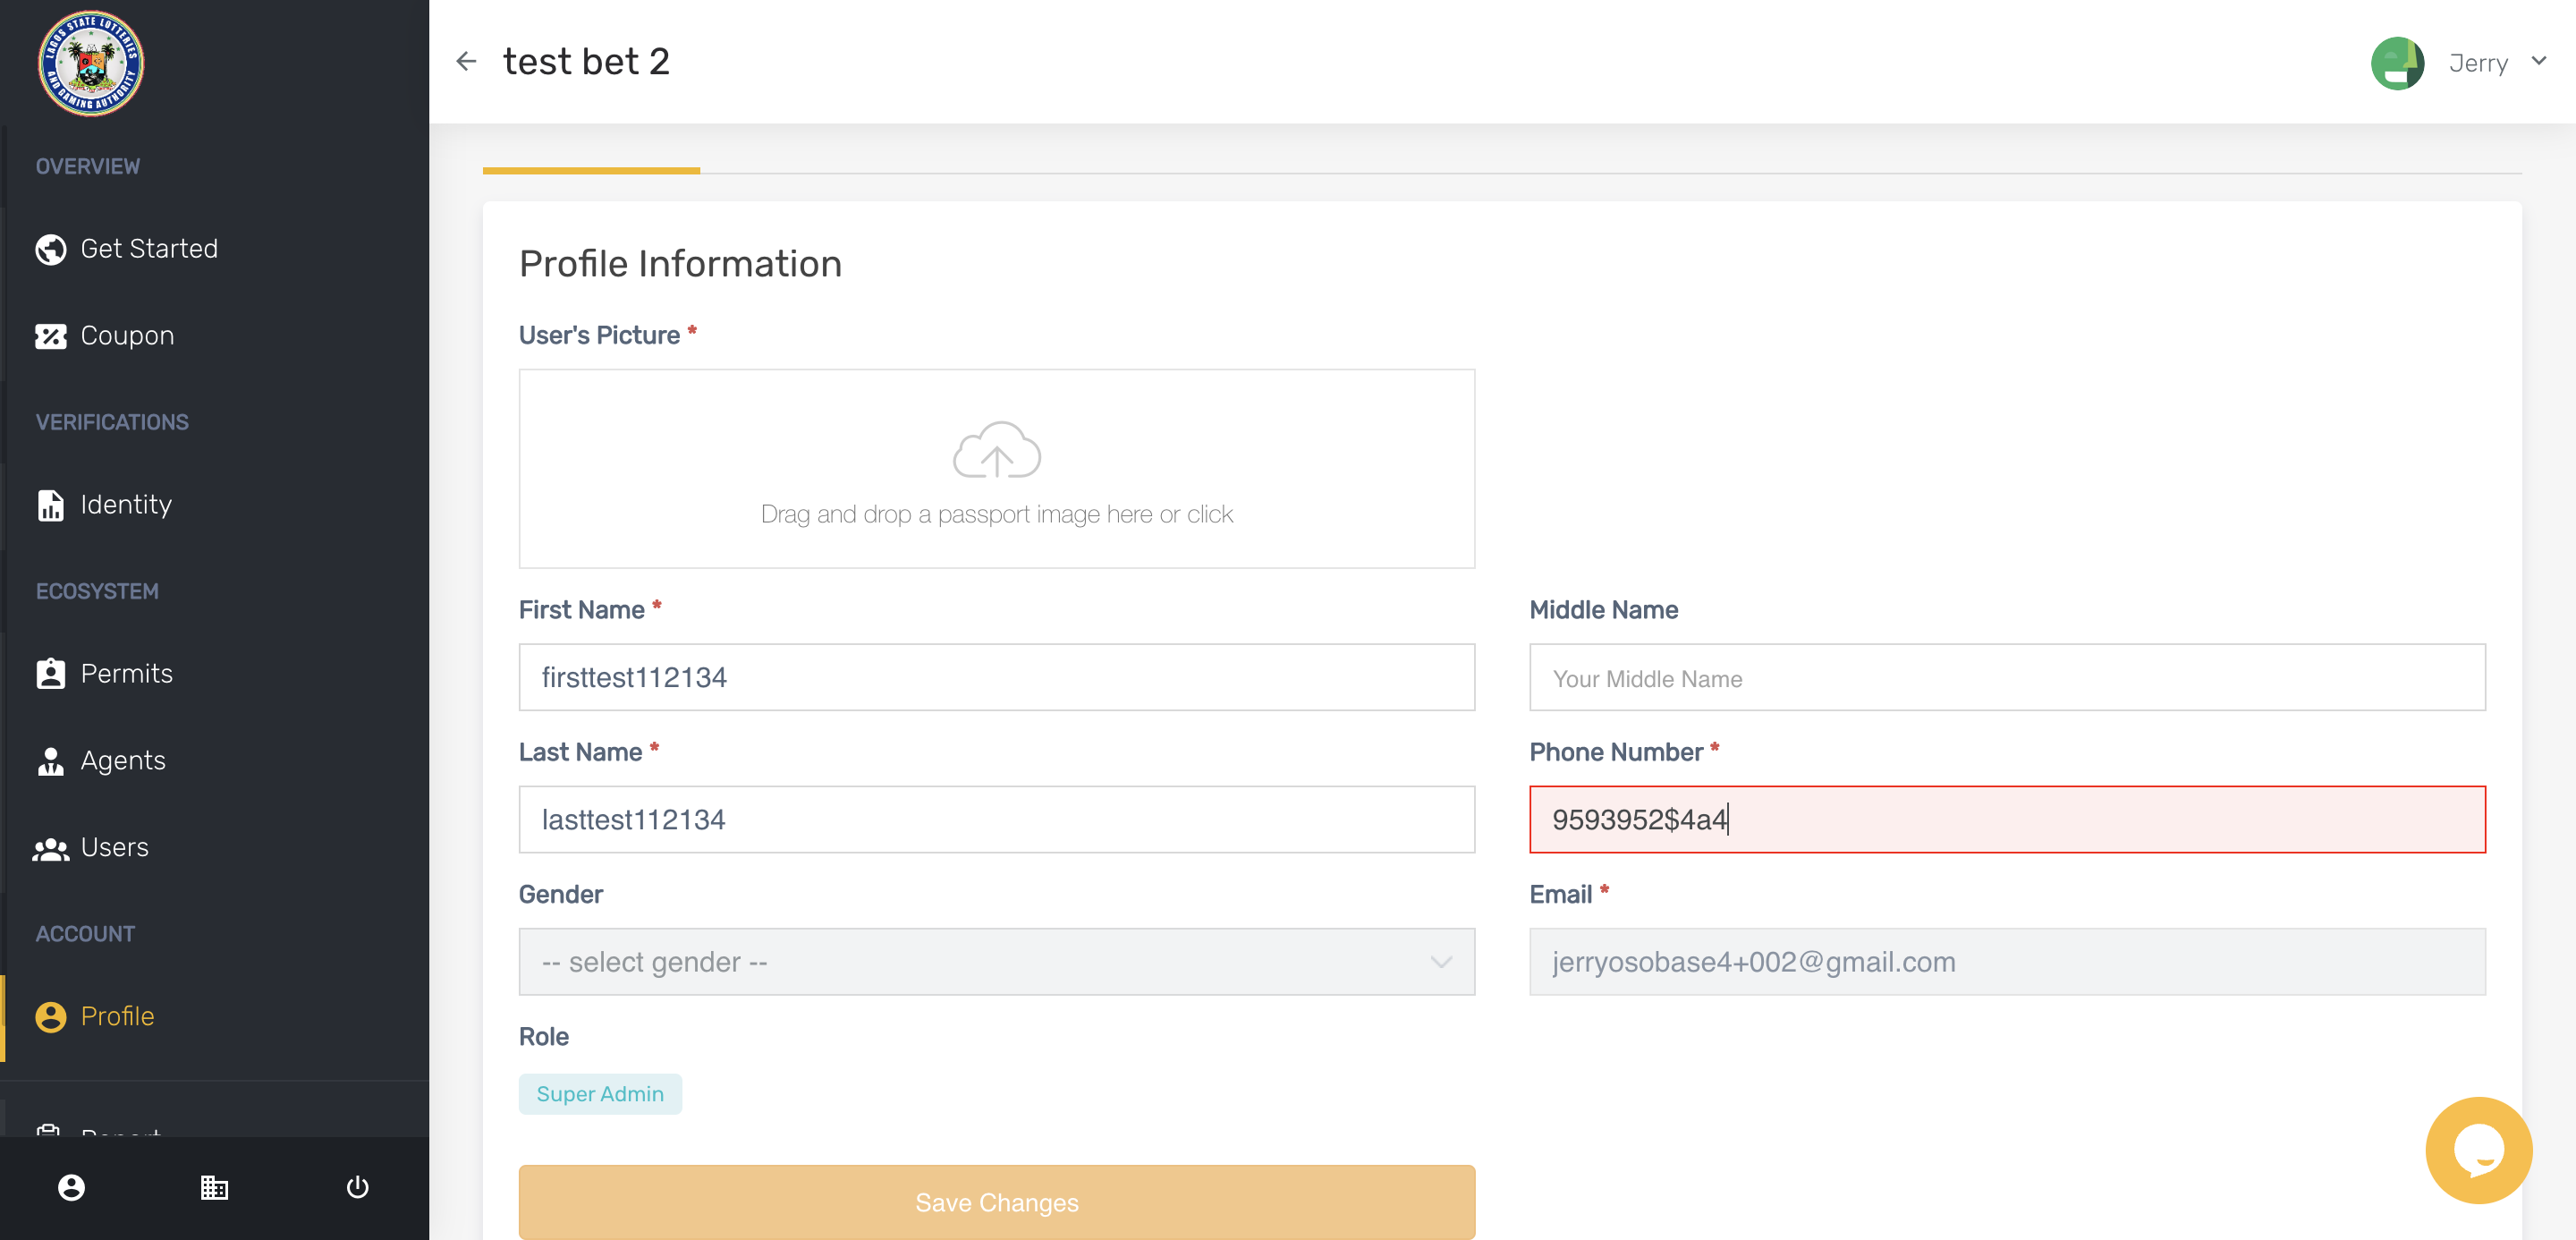 LAGOS STATE LOTTERIES
AND GAMING AUTHORITY
test bet 2
Jerry
OVERVIEW
Get Started
Coupon
VERIFICATIONS
Identity
ECOSYSTEM
Permits
Agents
Users
ACCOUNT
Profile
Report
Profile Information
User's Picture *
Drag and drop a passport image here or click
First Name *
firsttest112134
Middle Name
Your Middle Name
Last Name *
lasttest112134
Phone Number *
9593952$4a4
Gender
-- select gender --
Email *
jerryosobase4+002@gmail.com
Role
Super Admin
Save Changes